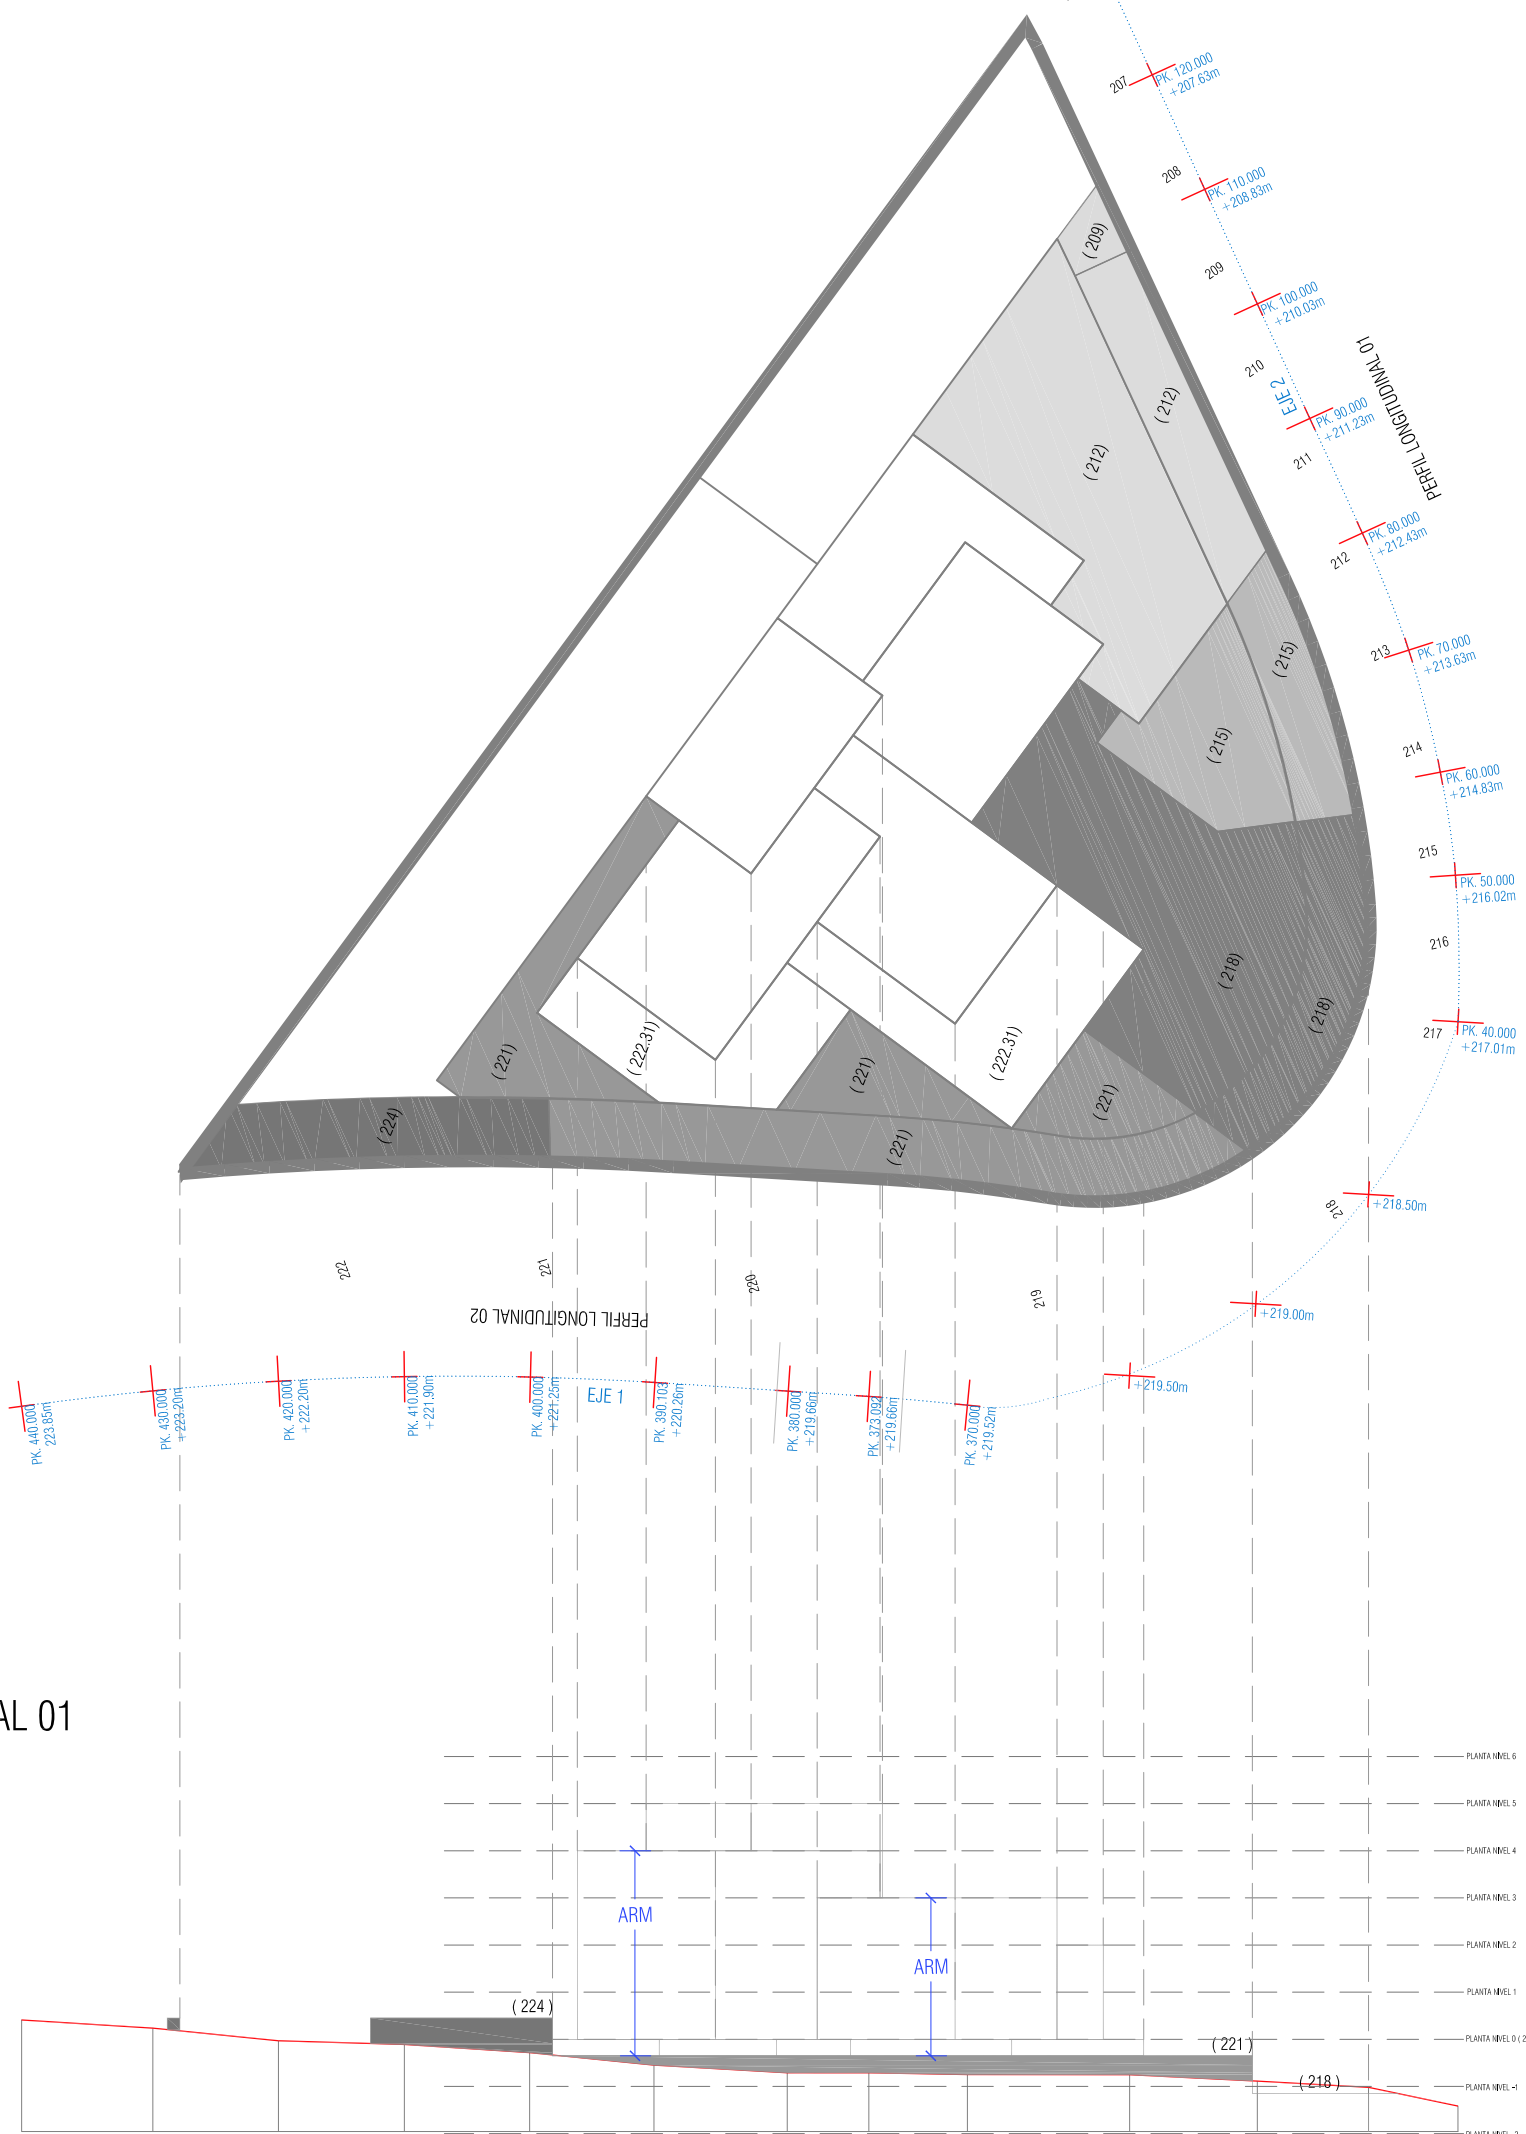 PK. 120.000
+207.63m
207
208
PK. 110.000
+208.83m
( 209)
209
PK. 100.000
+210.03m
PERFIL LONGITUDINAL 01
210
EJE 2
PK. 90.000
+211.23m
( 212)
( 212)
211
PK. 80.000
+212.43m
212
213
PK. 70.000
+213.63m
( 215)
( 215)
214
PK. 60.000
+214.83m
215
PK. 50.000
+216.02m
216
( 218)
( 218)
217
PK. 40.000
+217.01m
( 221)
( 222.31)
( 221)
( 222.31)
( 221)
( 224)
( 221)
218
+218.50m
222
221
220
219
PERFIL LONGITUDINAL 02
+219.00m
+219.50m
EJE 1
PK. 440.000
223.85m
PK. 430.000
+223.20m
PK. 420.000
+222.20m
PK. 410.000
+221.90m
PK. 400.000
+221.25m
PK. 390.103
+220.26m
PK. 380.000
+219.66m
PK. 373.092
+219.66m
PK. 370.000
+219.52m
AL 01
PLANTA NIVEL 6
PLANTA NIVEL 5
PLANTA NIVEL 4
PLANTA NIVEL 3
ARM
PLANTA NIVEL 2
ARM
PLANTA NIVEL 1
( 224 )
PLANTA NIVEL 0 ( 2
( 221 )
( 218 )
PLANTA NIVEL -1